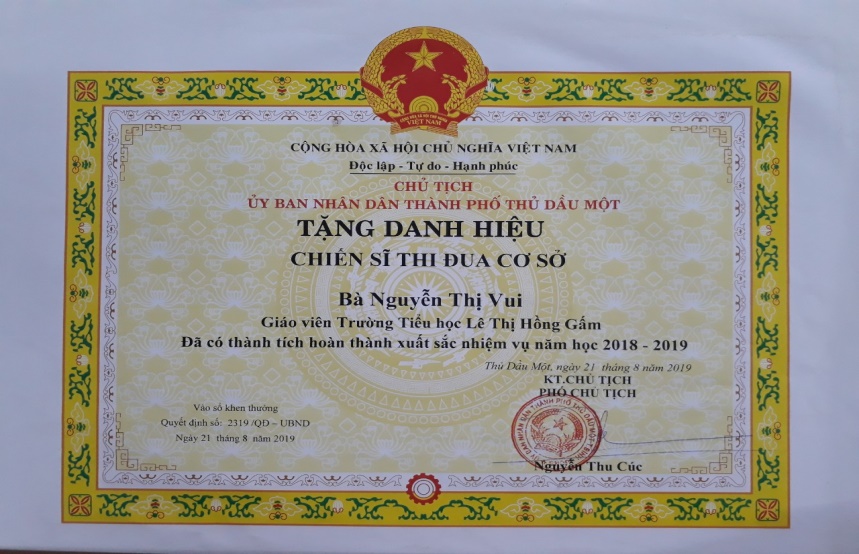 CỘNG HÒA XÃ HỘI CHỦ NGHĨA VIỆT NAM
Độc lập - Tự do - Hạnh phúc
CHỦ TỊCH
ỦY BAN NHÂN DÂN THÀNH PHỐ THỦ DẦU MỘT
TẶNG DANH HIỆU
CHIẾN SĨ THI ĐUA CƠ SỞ
Bà Nguyễn Thị Vui
Giáo viên Trường Tiểu học Lê Thị Hồng Gấm
Đã có thành tích hoàn thành xuất sắc nhiệm vụ năm học 2018 - 2019
Thủ Dầu Một, ngày 21 tháng 8 năm 2019
KT.CHỦ TỊCH
PHÓ CHỦ TỊCH
Nguyễn Thu Cúc
Vào sổ khen thưởng
Quyết định số: 2319 /QĐ – UBND
Ngày 21 tháng 8 năm 2019
VIỆT NAM